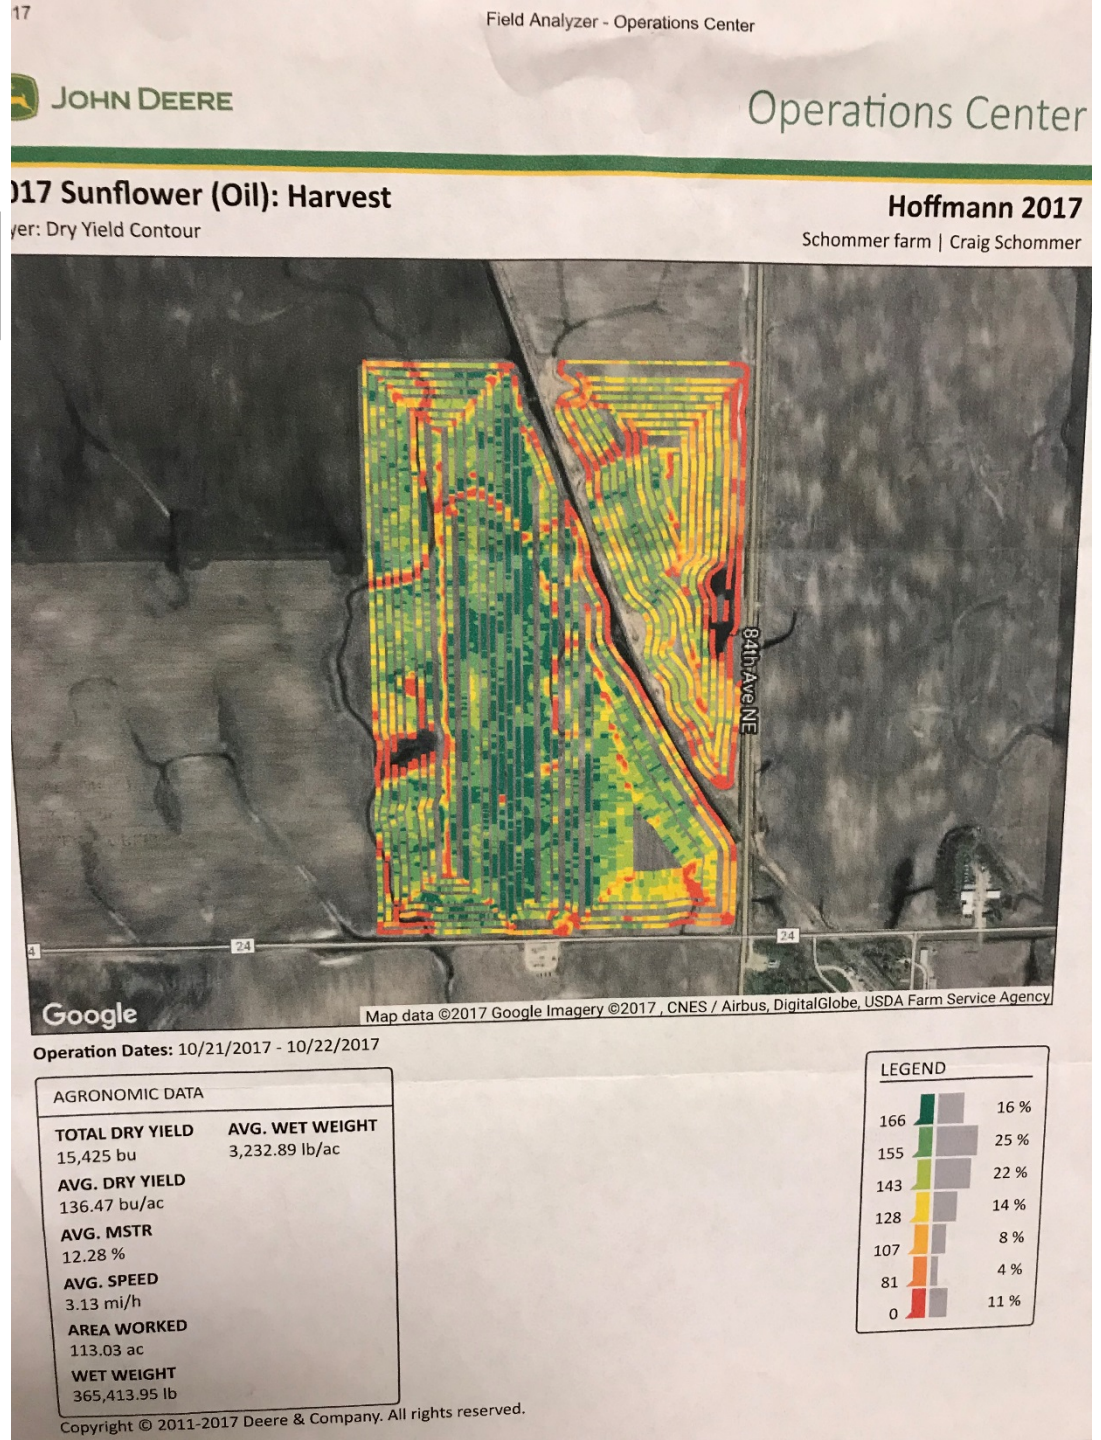 17
Field Analyzer - Operations Center
JOHN DEERE
Operations Center
017 Sunflower (Oil): Harvest
Hoffmann 2017
yer: Dry Yield Contour
Schommer farm | Craig Schommer
84th Ave NE
4
24
24
Google
Map data ©2017 Google Imagery ©2017 , CNES / Airbus, DigitalGlobe, USDA Farm Service Agency
Operation Dates: 10/21/2017 - 10/22/2017
AGRONOMIC DATA
TOTAL DRY YIELD AVG. WET WEIGHT
15,425 bu 3,232.89 lb/ac
AVG. DRY YIELD
136.47 bu/ac
AVG. MSTR
12.28 %
AVG. SPEED
3.13 mi/h
AREA WORKED
113.03 ac
WET WEIGHT
365,413.95 lb
LEGEND
166 16 %
155 25 %
143 22 %
128 14 %
107 8 %
81 4 %
0 11 %
Copyright © 2011-2017 Deere & Company. All rights reserved.